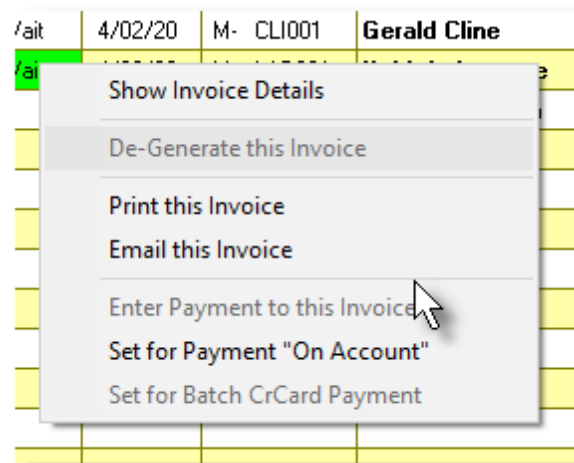 /ait 4/02/20 M- CLI001 Gerald Cline
Show Invoice Details
De-Generate this Invoice
Print this Invoice
Email this Invoice
Enter Payment to this Invoice
Set for Payment "On Account"
Set for Batch CrCard Payment